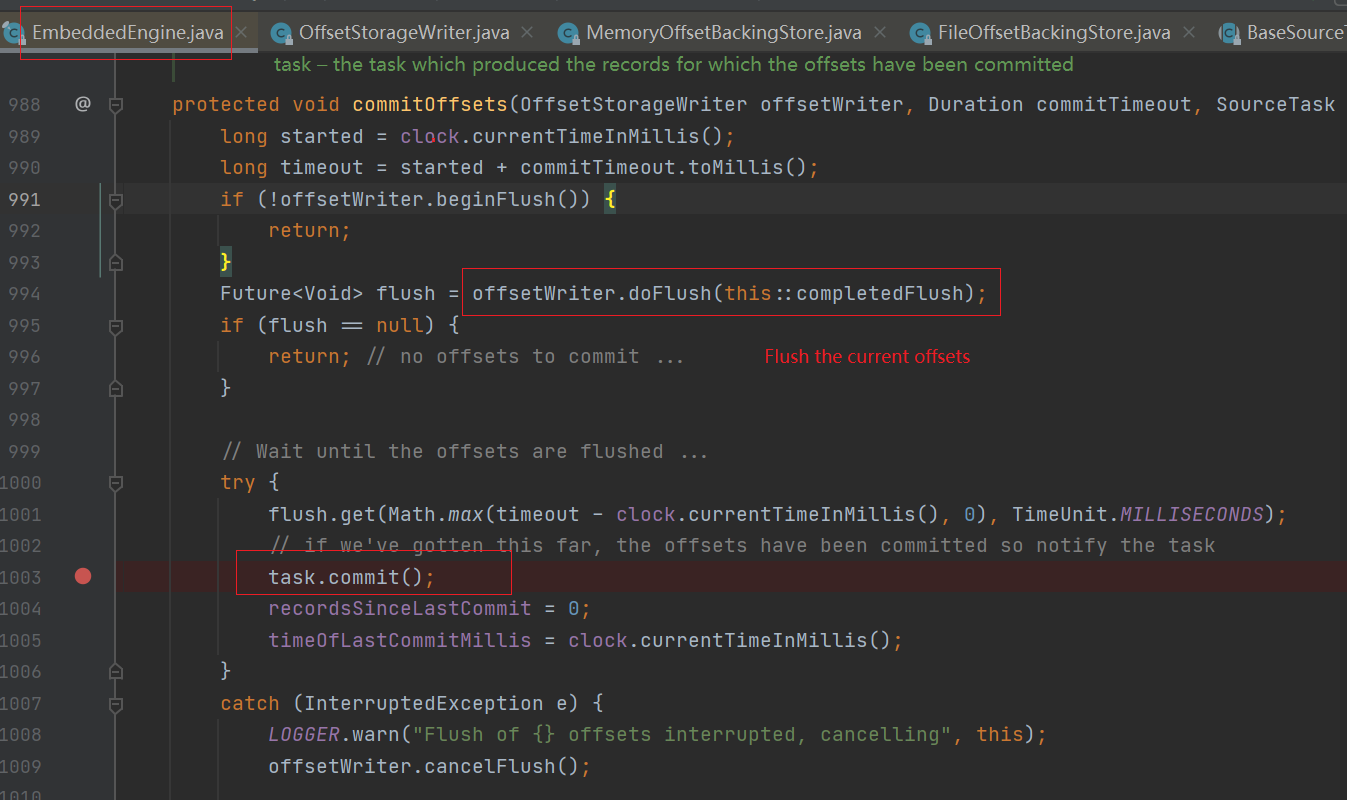 EmbeddedEngine.java OffsetStorageWriter.java MemoryOffsetBackingStore.java FileOffsetBackingStore.java BaseSource
task – the task which produced the records for which the offsets have been committed
988 @ protected void commitOffsets(OffsetStorageWriter offsetWriter, Duration commitTimeout, SourceTask
989 long started = clock.currentTimeInMillis();
990 long timeout = started + commitTimeout.toMillis();
991 if (!offsetWriter.beginFlush()) {
992 return;
993 }
994 Future<Void> flush = offsetWriter.doFlush(this::completedFlush);
995 if (flush == null) {
996 return; // no offsets to commit ... Flush the current offsets
997 }
998
999 // Wait until the offsets are flushed ...
1000 try {
1001 flush.get(Math.max(timeout - clock.currentTimeInMillis(), 0), TimeUnit.MILLISECONDS);
1002 // if we've gotten this far, the offsets have been committed so notify the task
1003 task.commit();
1004 recordsSinceLastCommit = 0;
1005 timeOfLastCommitMillis = clock.currentTimeInMillis();
1006 }
1007 catch (InterruptedException e) {
1008 LOGGER.warn("Flush of {} offsets interrupted, cancelling", this);
1009 offsetWriter.cancelFlush();
1010